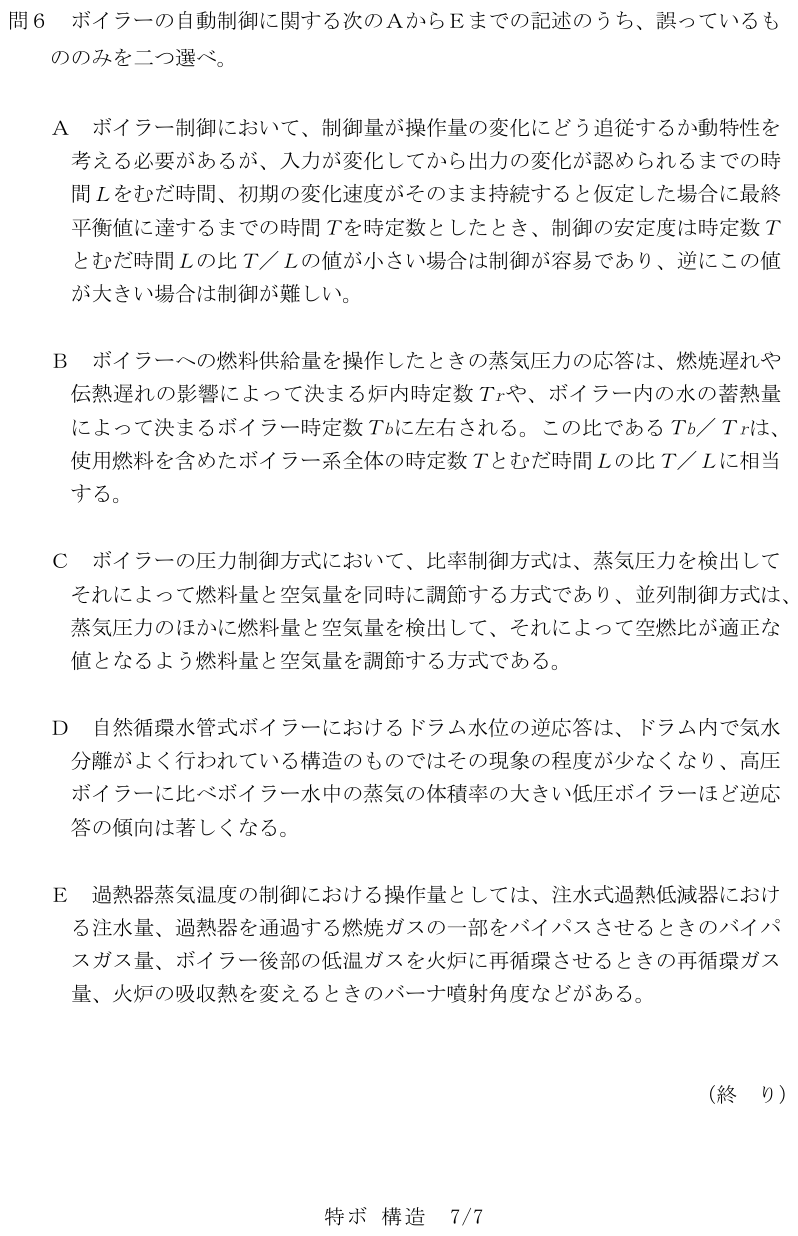 問６　ボイラーの自動制御に関する次のＡからＥまでの記述のうち、誤っているも
ののみを二つ選べ。
Ａ　ボイラー制御において、制御量が操作量の変化にどう追従するか動特性を
考える必要があるが、入力が変化してから出力の変化が認められるまでの時
間Lをむだ時間、初期の変化速度がそのまま持続すると仮定した場合に最終
平衡値に達するまでの時間Tを時定数としたとき、制御の安定度は時定数T
とむだ時間Lの比T／Lの値が小さい場合は制御が容易であり、逆にこの値
が大きい場合は制御が難しい。
Ｂ　ボイラーへの燃料供給量を操作したときの蒸気圧力の応答は、燃焼遅れや
伝熱遅れの影響によって決まる炉内時定数Trや、ボイラー内の水の蓄熱量
によって決まるボイラー時定数Tbに左右される。この比であるTb／Trは、
使用燃料を含めたボイラー系全体の時定数Tとむだ時間Lの比T／Lに相当
する。
Ｃ　ボイラーの圧力制御方式において、比率制御方式は、蒸気圧力を検出して
それによって燃料量と空気量を同時に調節する方式であり、並列制御方式は、
蒸気圧力のほかに燃料量と空気量を検出して、それによって空燃比が適正な
値となるよう燃料量と空気量を調節する方式である。
Ｄ　自然循環水管式ボイラーにおけるドラム水位の逆応答は、ドラム内で気水
分離がよく行われている構造のものではその現象の程度が少なくなり、高圧
ボイラーに比べボイラー水中の蒸気の体積率の大きい低圧ボイラーほど逆応
答の傾向は著しくなる。
Ｅ　過熱器蒸気温度の制御における操作量としては、注水式過熱低減器におけ
る注水量、過熱器を通過する燃焼ガスの一部をバイパスさせるときのバイパ
スガス量、ボイラー後部の低温ガスを火炉に再循環させるときの再循環ガス
量、火炉の吸収熱を変えるときのバーナ噴射角度などがある。
（終　り）
特ボ 構造　7/7